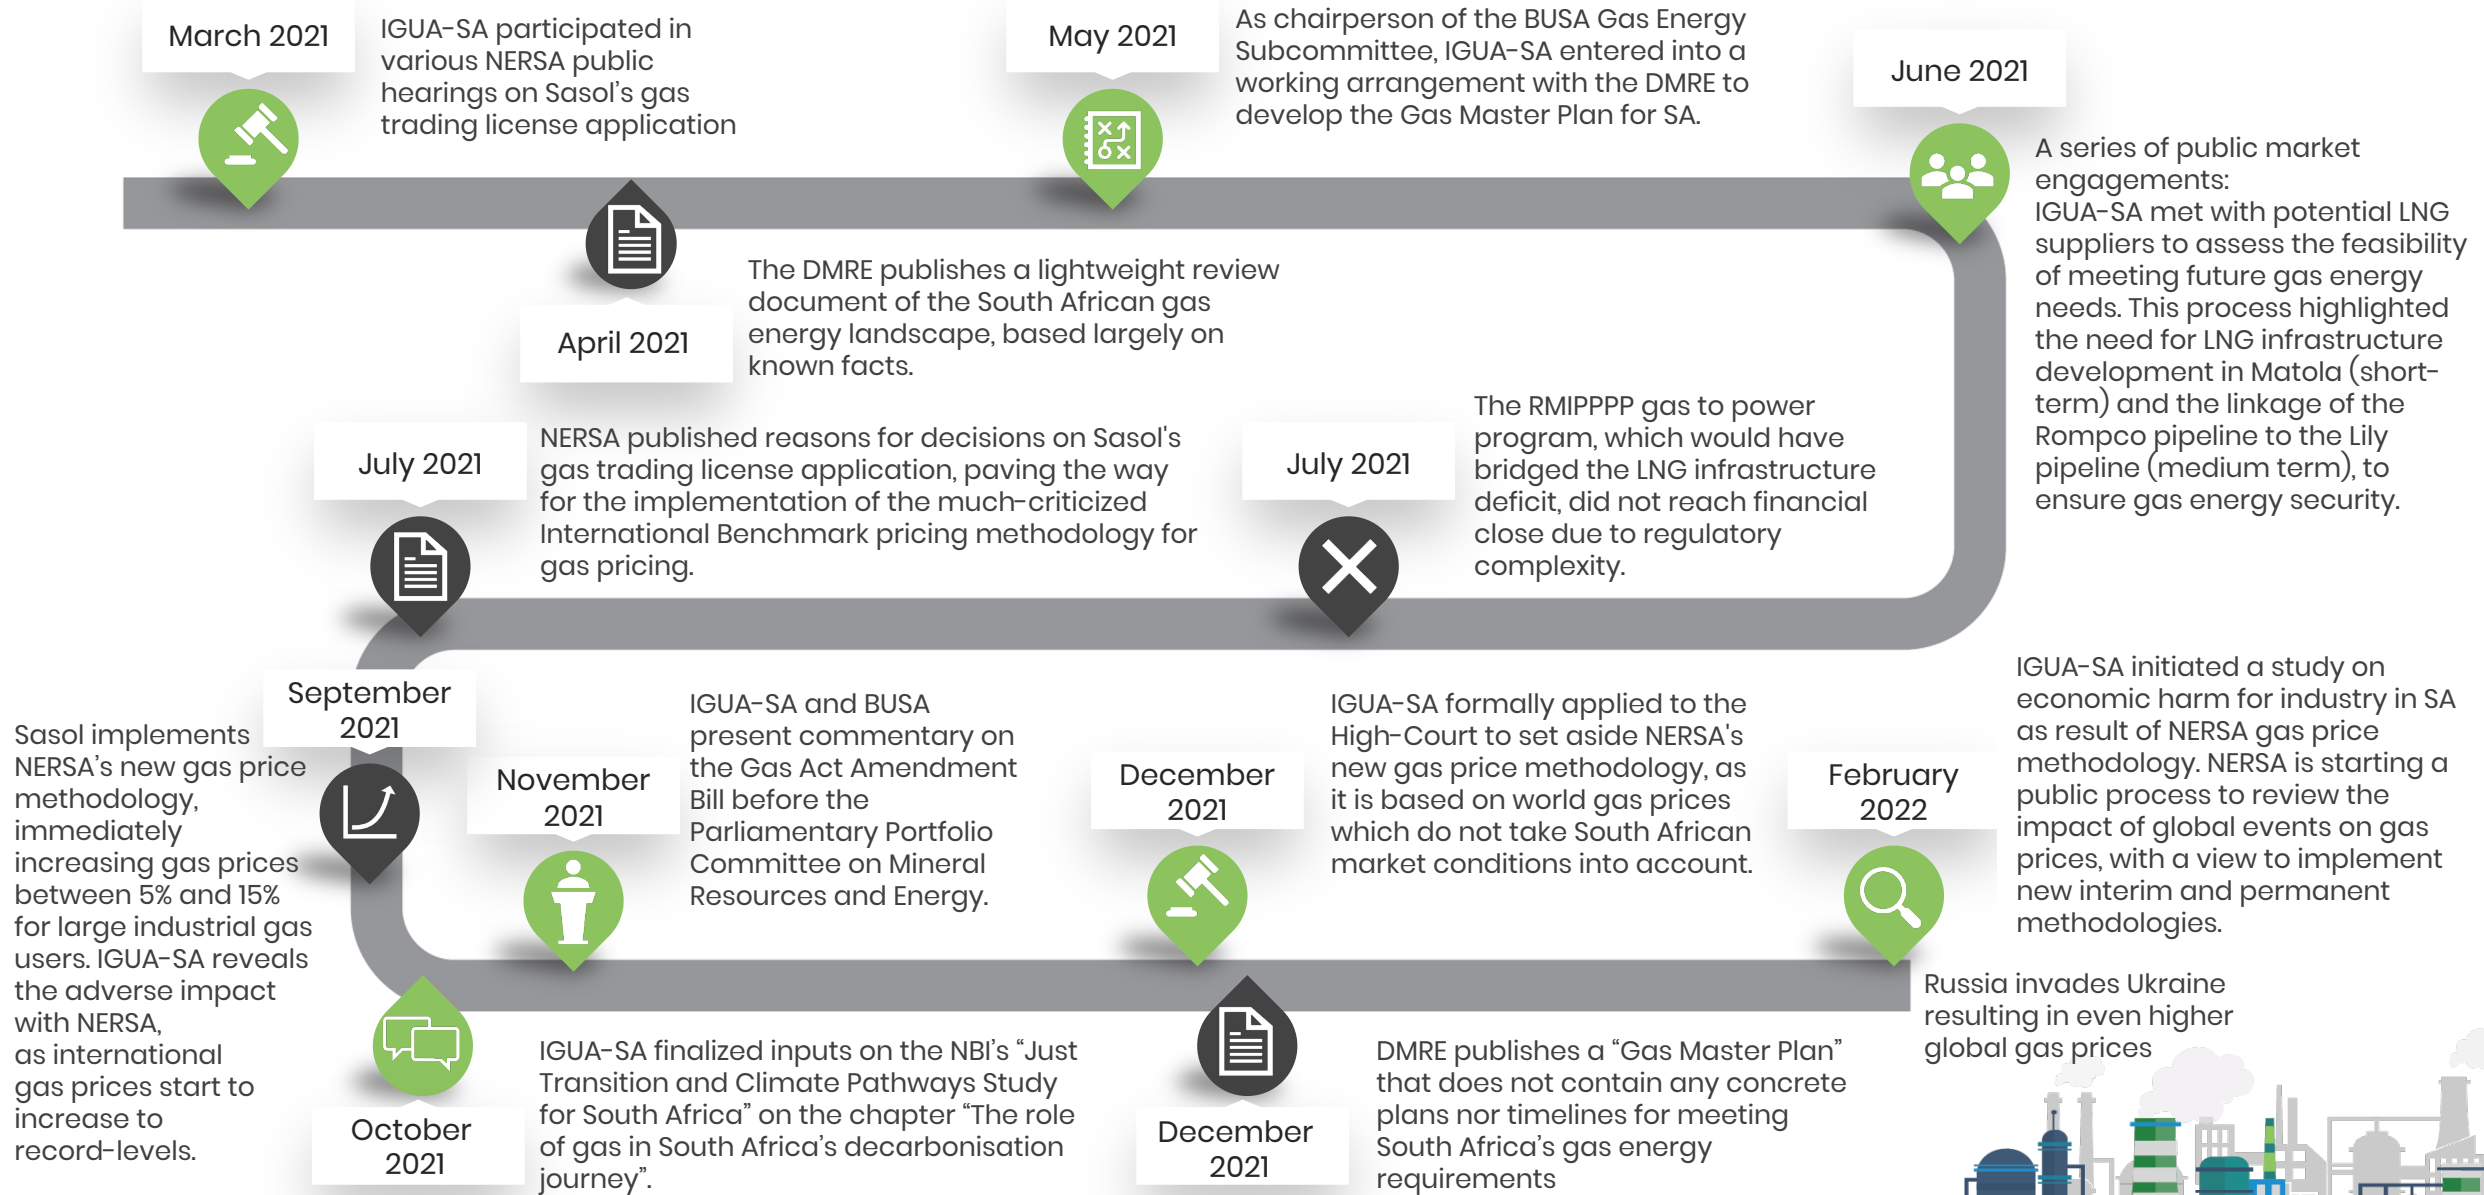 March 2021
IGUA-SA participated in
various NERSA public
hearings on Sasol's gas
trading license application
April 2021
The DMRE publishes a lightweight review
document of the South African gas
energy landscape, based largely on
known facts.
May 2021
As chairperson of the BUSA Gas Energy
Subcommittee, IGUA-SA entered into a
working arrangement with the DMRE to
develop the Gas Master Plan for SA.
June 2021
A series of public market
engagements:
IGUA-SA met with potential LNG
suppliers to assess the feasibility
of meeting future gas energy
needs. This process highlighted
the need for LNG infrastructure
development in Matola (short-
term) and the linkage of the
Rompco pipeline to the Lily
pipeline (medium term), to
ensure gas energy security.
July 2021
The RMIPPPP gas to power
program, which would have
bridged the LNG infrastructure
deficit, did not reach financial
close due to regulatory
complexity.
July 2021
NERSA published reasons for decisions on Sasol's
gas trading license application, paving the way
for the implementation of the much-criticized
International Benchmark pricing methodology for
gas pricing.
September
2021
Sasol implements
NERSA's new gas price
methodology,
immediately
increasing gas prices
between 5% and 15%
for large industrial gas
users. IGUA-SA reveals
the adverse impact
with NERSA,
as international
gas prices start to
increase to
record-levels.
October
2021
IGUA-SA finalized inputs on the NBI's “Just
Transition and Climate Pathways Study
for South Africa” on the chapter “The role
of gas in South Africa's decarbonisation
journey”.
November
2021
IGUA-SA and BUSA
present commentary on
the Gas Act Amendment
Bill before the
Parliamentary Portfolio
Committee on Mineral
Resources and Energy.
December
2021
IGUA-SA formally applied to the
High-Court to set aside NERSA's
new gas price methodology, as
it is based on world gas prices
which do not take South African
market conditions into account.
December
2021
DMRE publishes a “Gas Master Plan”
that does not contain any concrete
plans nor timelines for meeting
South Africa's gas energy
requirements
February
2022
IGUA-SA initiated a study on
economic harm for industry in SA
as result of NERSA gas price
methodology. NERSA is starting a
public process to review the
impact of global events on gas
prices, with a view to implement
new interim and permanent
methodologies.
Russia invades Ukraine
resulting in even higher
global gas prices